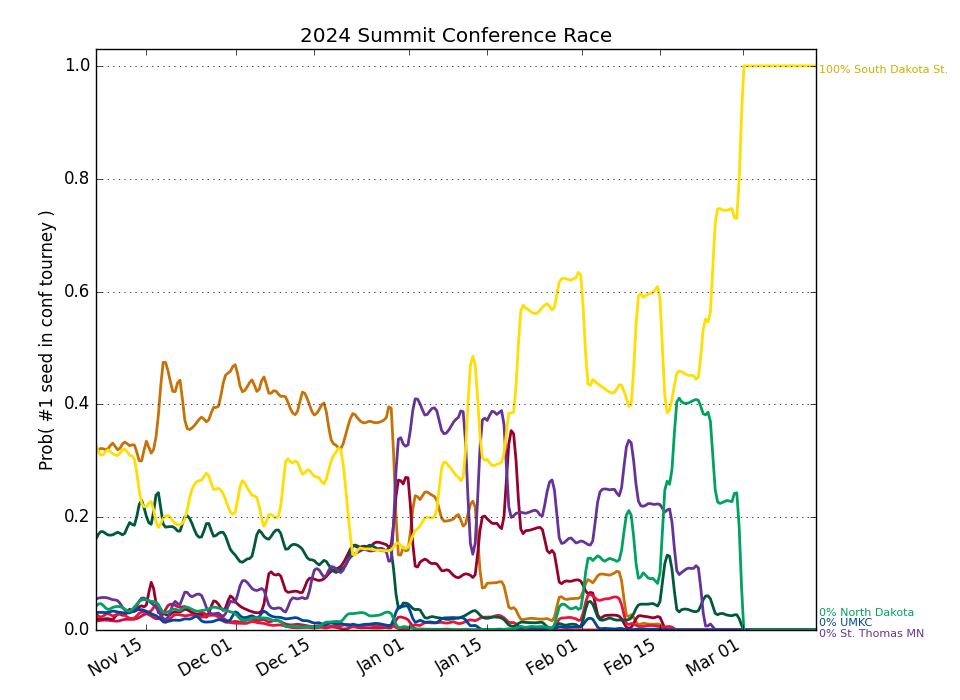 2024 Summit Conference Race
Prob( #1 seed in conf tourney )
1.0
0.8
0.6
0.4
0.2
0.0
Nov 15
Dec 01
Dec 15
Jan 01
Jan 15
Feb 01
Feb 15
Mar 01
100% South Dakota St.
0% North Dakota
0% UMKC
0% St. Thomas MN